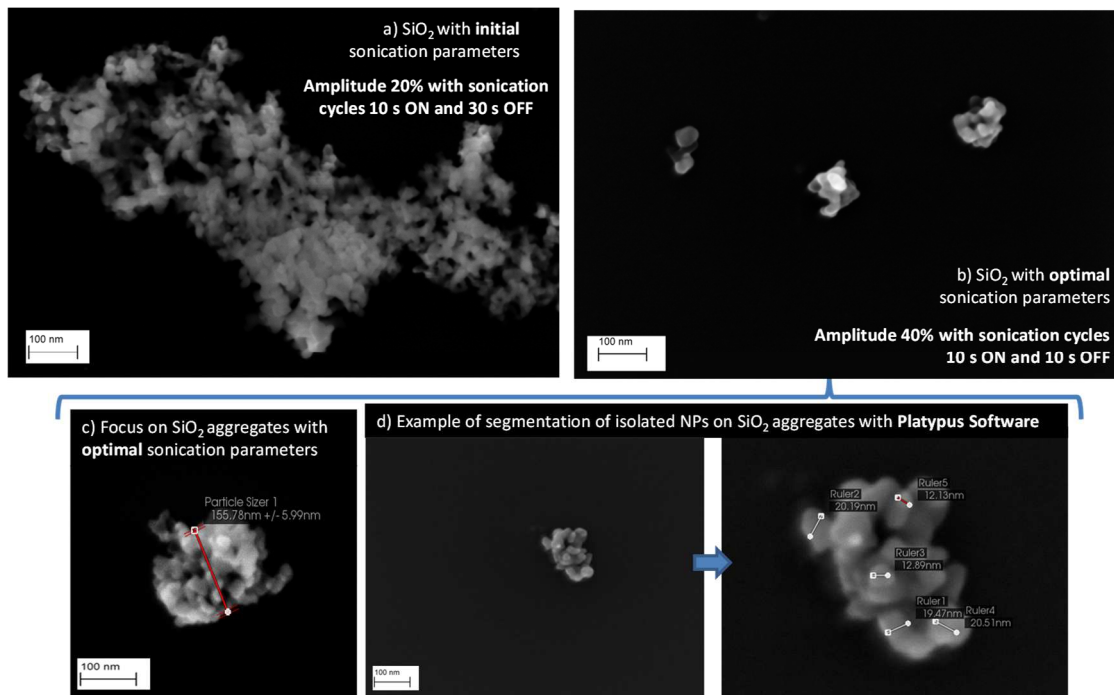 a) SiO₂ with initial
sonication parameters
Amplitude 20% with sonication
cycles 10 s ON and 30 s OFF
100 nm
b) SiO₂ with optimal
sonication parameters
Amplitude 40% with sonication cycles
10 s ON and 10 s OFF
100 nm
c) Focus on SiO₂ aggregates with
optimal sonication parameters
Particle Sizer 1
155.78nm +/- 5.99nm
100 nm
d) Example of segmentation of isolated NPs on SiO₂ aggregates with Platypus Software
100 nm
Ruler2
20.19nm
Ruler5
12.13nm
Ruler3
12.89nm
Ruler1
19.47nm
Ruler4
20.51nm